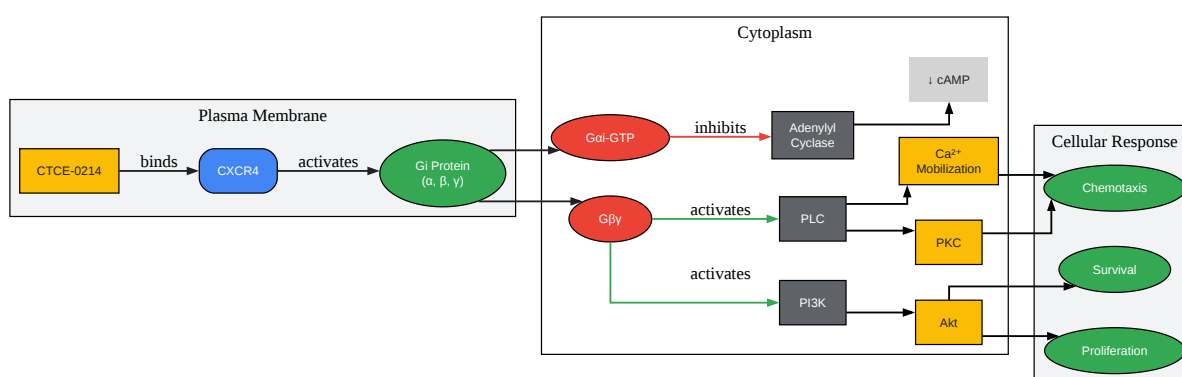 Plasma Membrane
CTCE-0214
binds
CXCR4
activates
Gi Protein
(α, β, γ)
Cytoplasm
Gαi-GTP
inhibits
Adenylyl
Cyclase
↓ cAMP
Gβγ
activates
PLC
Ca²⁺
Mobilization
PKC
activates
PI3K
Akt
Cellular Response
Chemotaxis
Survival
Proliferation